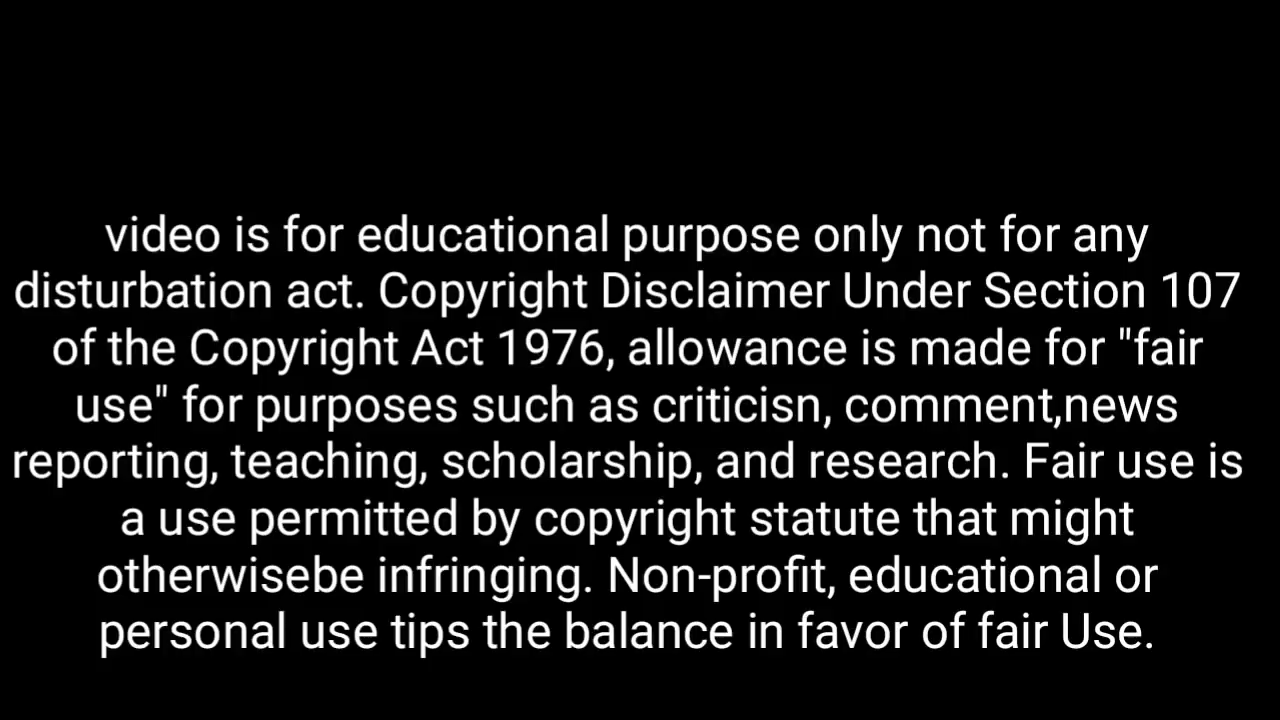 video is for educational purpose only not for any
disturbation act. Copyright Disclaimer Under Section 107
of the Copyright Act 1976, allowance is made for "fair
use" for purposes such as criticisn, comment,news
reporting, teaching, scholarship, and research. Fair use is
a use permitted by copyright statute that might
otherwisebe infringing. Non-profit, educational or
personal use tips the balance in favor of fair Use.